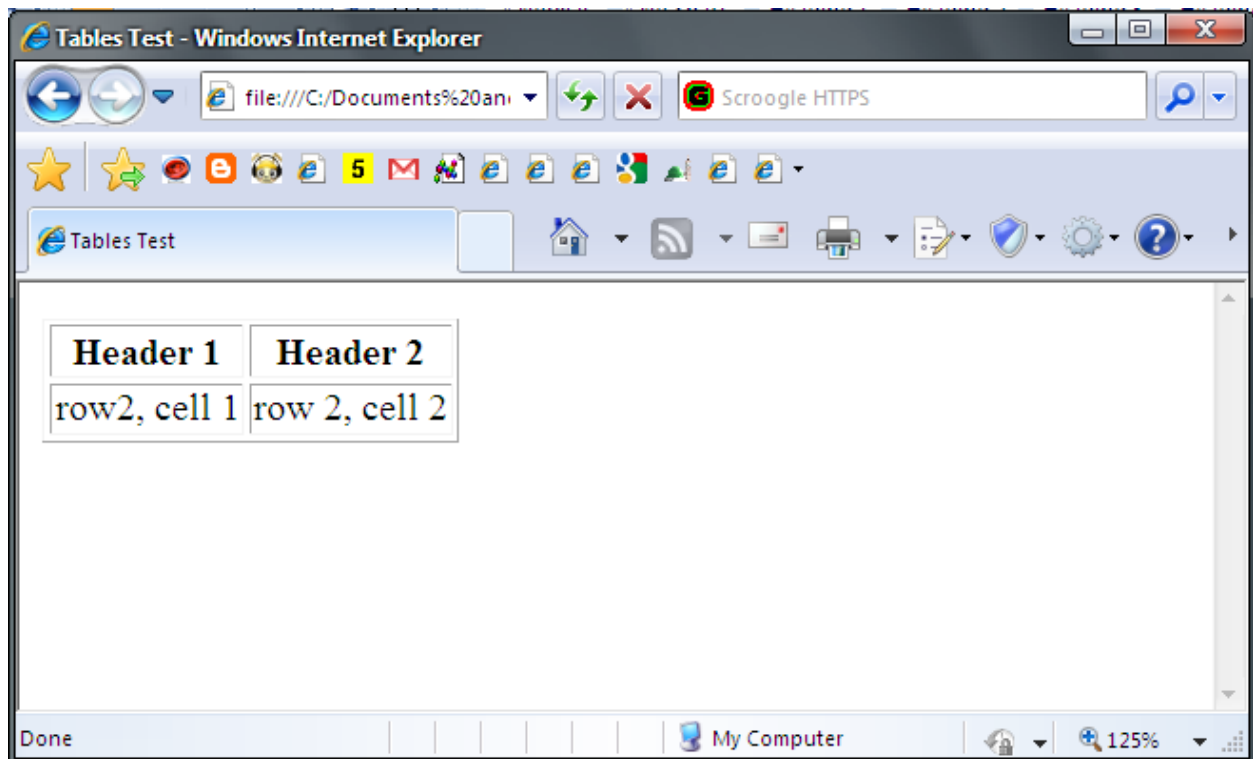 Tables Test - Windows Internet Explorer
file:///C:/Documents%20an
Scroogle HTTPS
5
Tables Test
Header 1 Header 2
row2, cell 1 row 2, cell 2
Done My Computer 125%